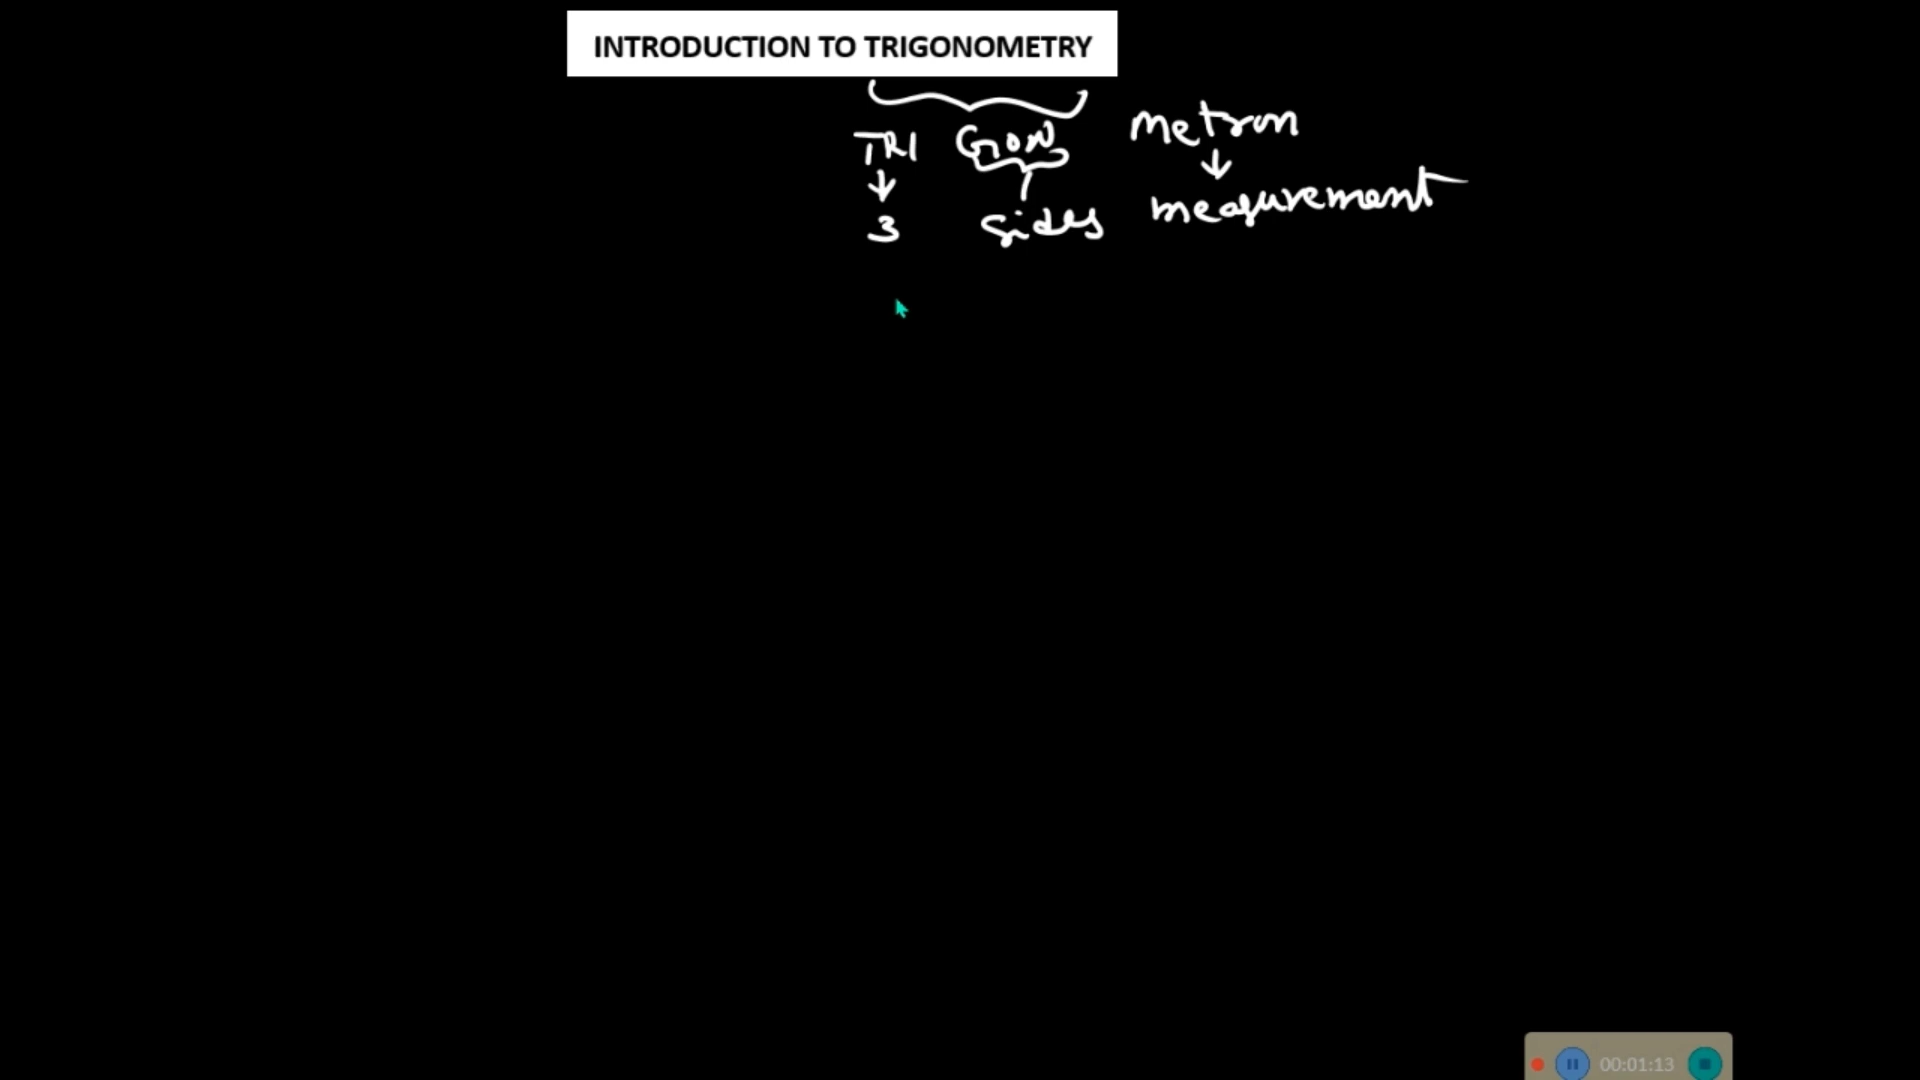 INTRODUCTION TO TRIGONOMETRY
TRI GON Metron
3 Sides measurement
00:01:13